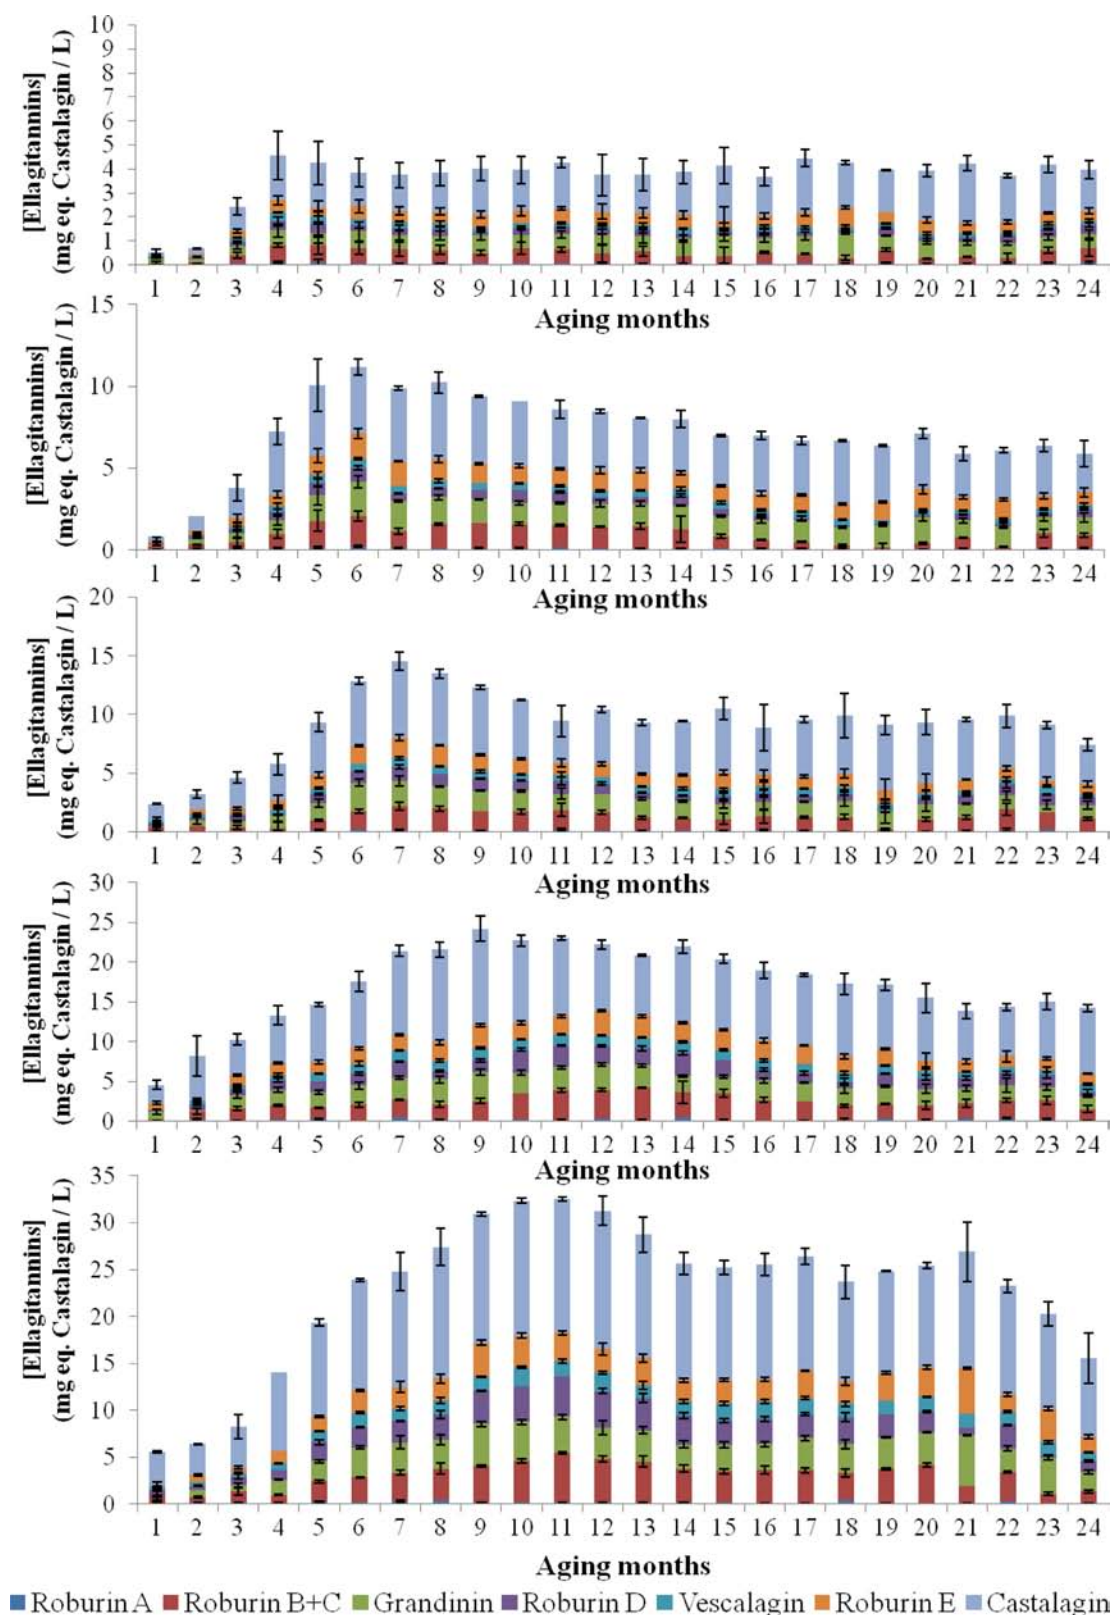 [Ellagitannins]
(mg eq. Castalagin / L)
10
9
8
7
6
5
4
3
2
1
0
1 2 3 4 5 6 7 8 9 10 11 12 13 14 15 16 17 18 19 20 21 22 23 24
Aging months
[Ellagitannins]
(mg eq. Castalagin / L)
15
10
5
0
1 2 3 4 5 6 7 8 9 10 11 12 13 14 15 16 17 18 19 20 21 22 23 24
Aging months
[Ellagitannins]
(mg eq. Castalagin / L)
20
15
10
5
0
1 2 3 4 5 6 7 8 9 10 11 12 13 14 15 16 17 18 19 20 21 22 23 24
Aging months
[Ellagitannins]
(ng eq. Castalagin / L)
30
25
20
15
10
5
0
1 2 3 4 5 6 7 8 9 10 11 12 13 14 15 16 17 18 19 20 21 22 23 24
Aging months
[Ellagitannins]
(mg eq. Castalagin / L)
35
30
25
20
15
10
5
0
1 2 3 4 5 6 7 8 9 10 11 12 13 14 15 16 17 18 19 20 21 22 23 24
Aging months
Roburin A Roburin B+C Grandinin Roburin D Vescalagin Roburin E Castalagin